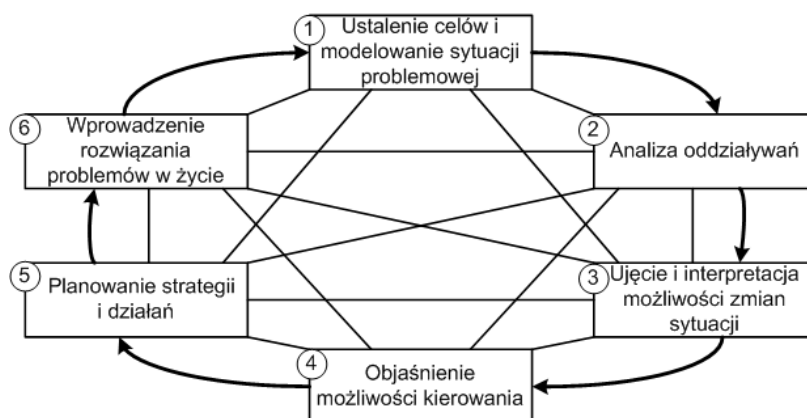 1
Ustalenie celów i
modelowanie sytuacji
problemowej
2
Analiza oddziaływań
3
Ujęcie i interpretacja
możliwości zmian
sytuacji
4
Objaśnienie
możliwości kierowania
5
Planowanie strategii
i działań
6
Wprowadzenie
rozwiązania
problemów w życie